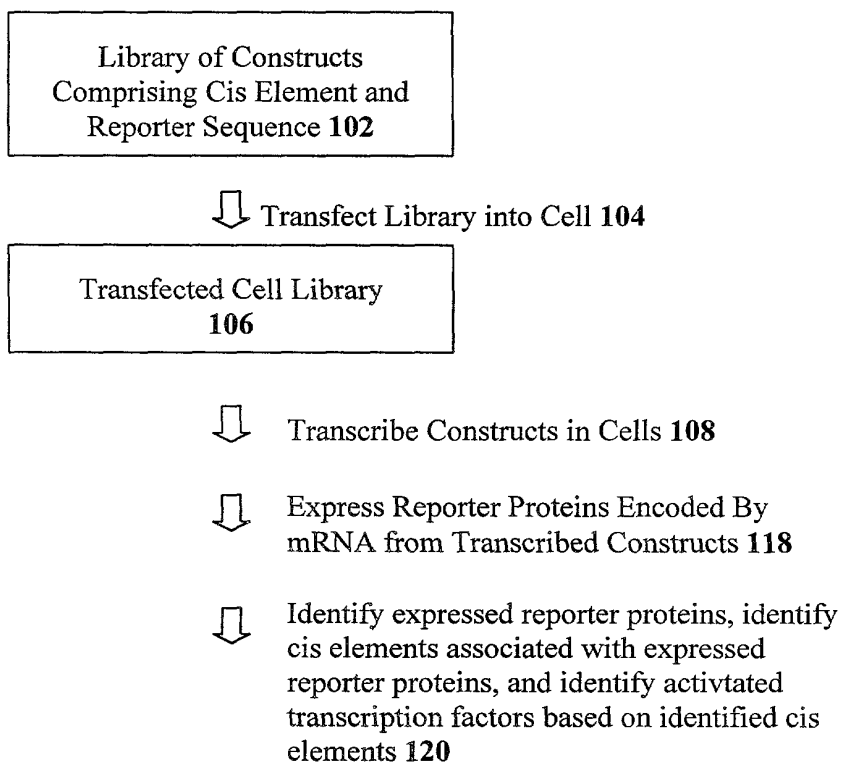 Library of Constructs
Comprising Cis Element and
Reporter Sequence 102
Transfect Library into Cell 104
Transfected Cell Library
106
Transcribe Constructs in Cells 108
Express Reporter Proteins Encoded By
mRNA from Transcribed Constructs 118
Identify expressed reporter proteins, identify
cis elements associated with expressed
reporter proteins, and identify activtated
transcription factors based on identified cis
elements 120